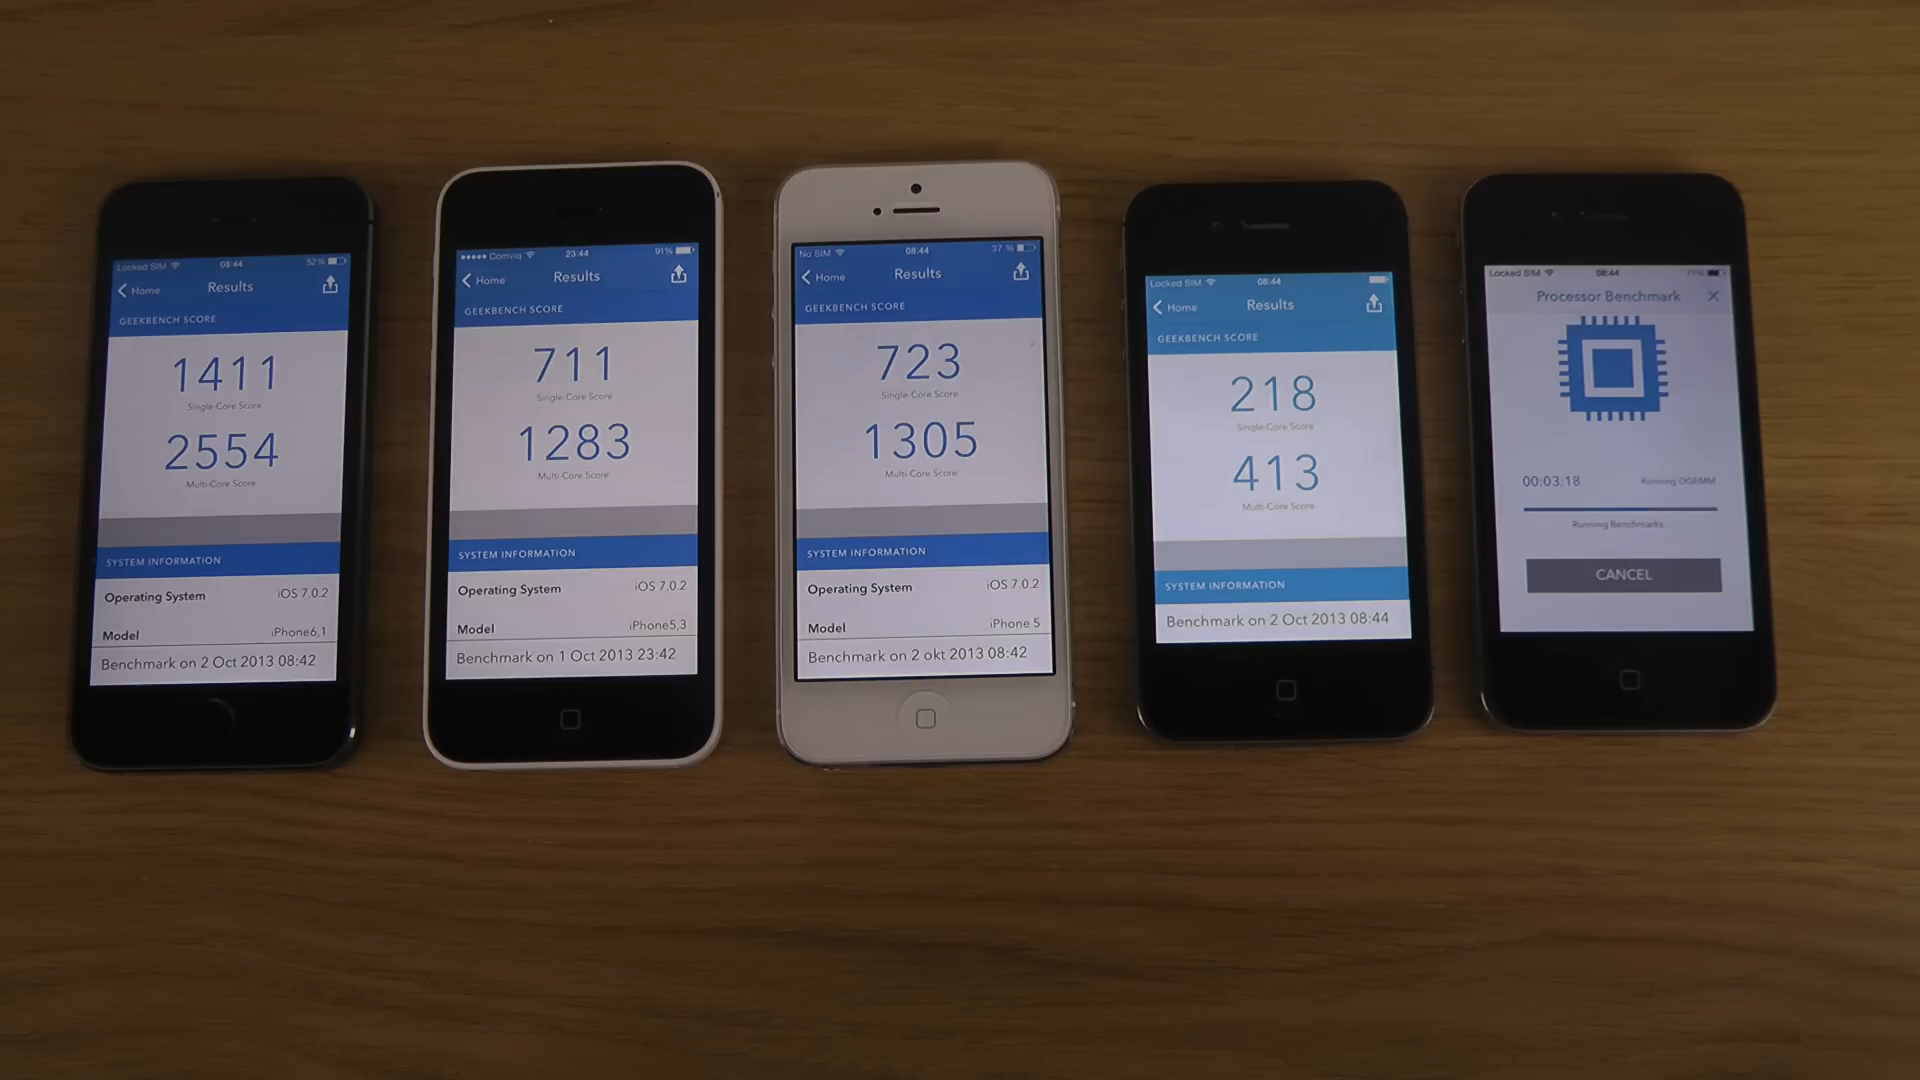 Locked SIM 08:44 52%
Home Results
GEEKBENCH SCORE
1411
Single-Core Score
2554
Multi-Core Score
SYSTEM INFORMATION
Operating System iOS 7.0.2
Model iPhone6,1
Benchmark on 2 Oct 2013 08:42
Comviq 23:44 91%
Home Results
GEEKBENCH SCORE
711
Single-Core Score
1283
Multi-Core Score
SYSTEM INFORMATION
Operating System iOS 7.0.2
Model iPhone5,3
Benchmark on 1 Oct 2013 23:42
No SIM 08:44 37 %
Home Results
GEEKBENCH SCORE
723
Single-Core Score
1305
Multi-Core Score
SYSTEM INFORMATION
Operating System iOS 7.0.2
Model iPhone 5
Benchmark on 2 okt 2013 08:42
Locked SIM 08:44
Home Results
GEEKBENCH SCORE
218
Single-Core Score
413
Multi-Core Score
SYSTEM INFORMATION
Benchmark on 2 Oct 2013 08:44
Locked SIM 08:44
Processor Benchmark
00:03:18 Running DGEMM
Running Benchmarks...
CANCEL